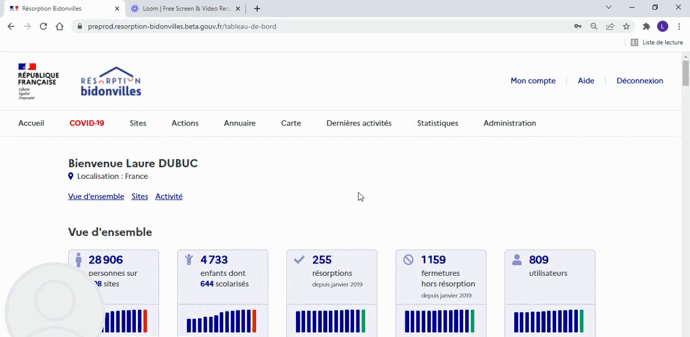 Résorption Bidonvilles
Loom | Free Screen & Video Rec
preprod.resorption-bidonvilles.beta.gouv.fr/tableau-de-bord
L
Liste de lecture
RÉPUBLIQUE
FRANÇAISE
Liberté
Égalité
Fraternité
RÉSORPTION
bidonvilles
Mon compte
Aide
Déconnexion
Accueil
COVID-19
Sites
Actions
Annuaire
Carte
Dernières activités
Statistiques
Administration
Bienvenue Laure DUBUC
Localisation : France
Vue d'ensemble
Sites
Activité
Vue d'ensemble
28 906
personnes sur
sites
4 733
enfants dont
644 scolarisés
255
résorptions
depuis janvier 2019
1159
fermetures
hors résorption
depuis janvier 2019
809
utilisateurs